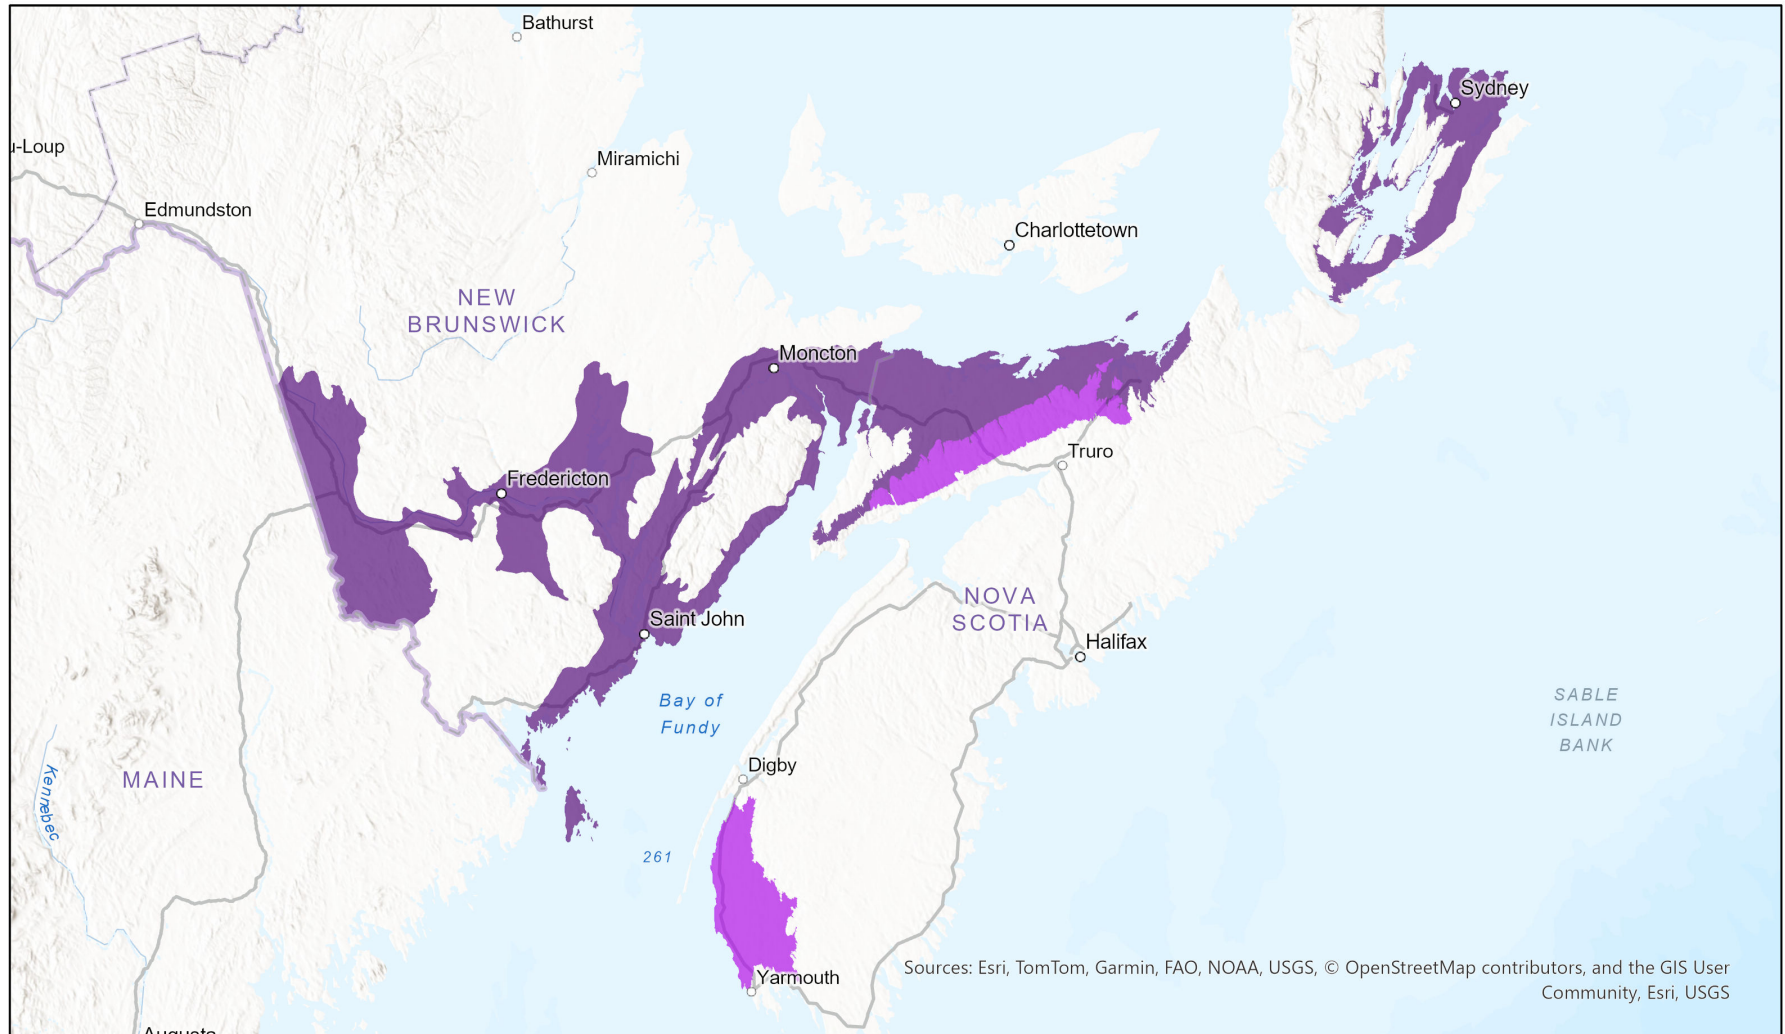 Bathurst
Sydney
u-Loup
Miramichi
Edmundston
Charlottetown
NEW
BRUNSWICK
Moncton
Truro
Fredericton
NOVA
SCOTIA
Saint John
Halifax
Bay of
Fundy
SABLE
ISLAND
BANK
MAINE
Digby
Kennebec
261
Yarmouth
Sources: Esri, TomTom, Garmin, FAO, NOAA, USGS, © OpenStreetMap contributors, and the GIS User
Community, Esri, USGS
Augusta